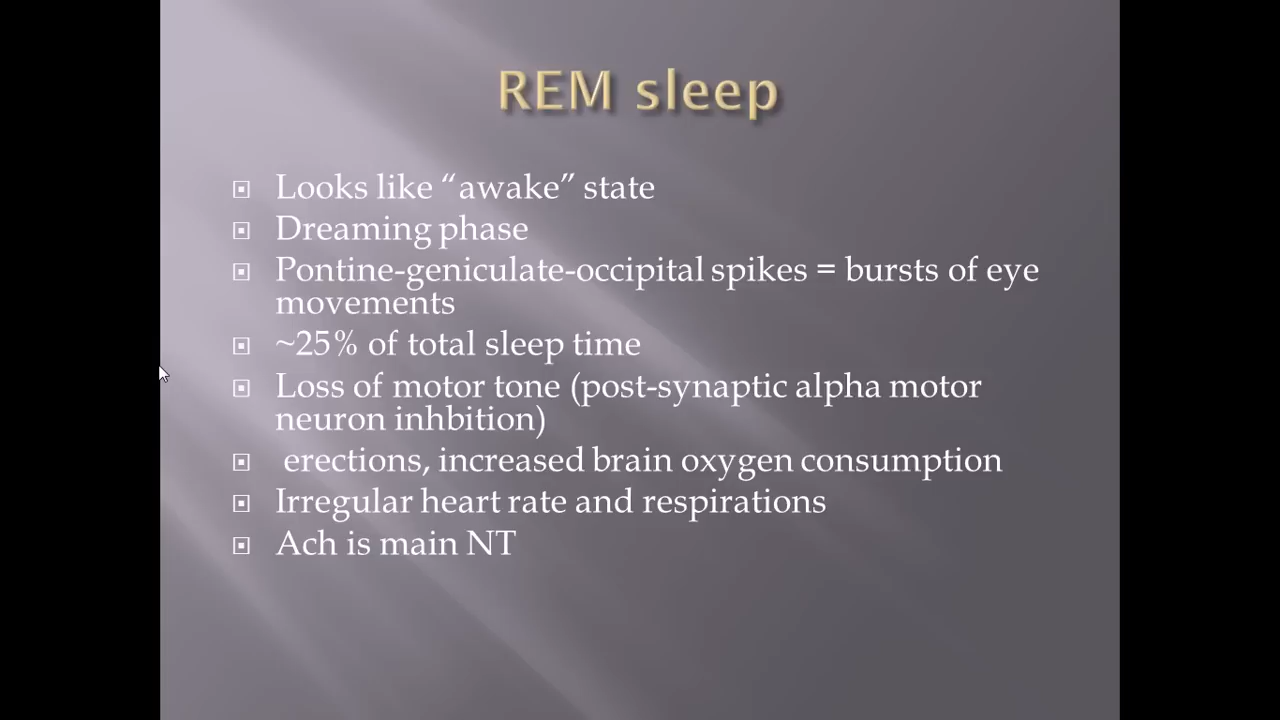 REM sleep
Looks like “awake” state
Dreaming phase
Pontine-geniculate-occipital spikes = bursts of eye
movements
~25% of total sleep time
Loss of motor tone (post-synaptic alpha motor
neuron inhbition)
erections, increased brain oxygen consumption
Irregular heart rate and respirations
Ach is main NT